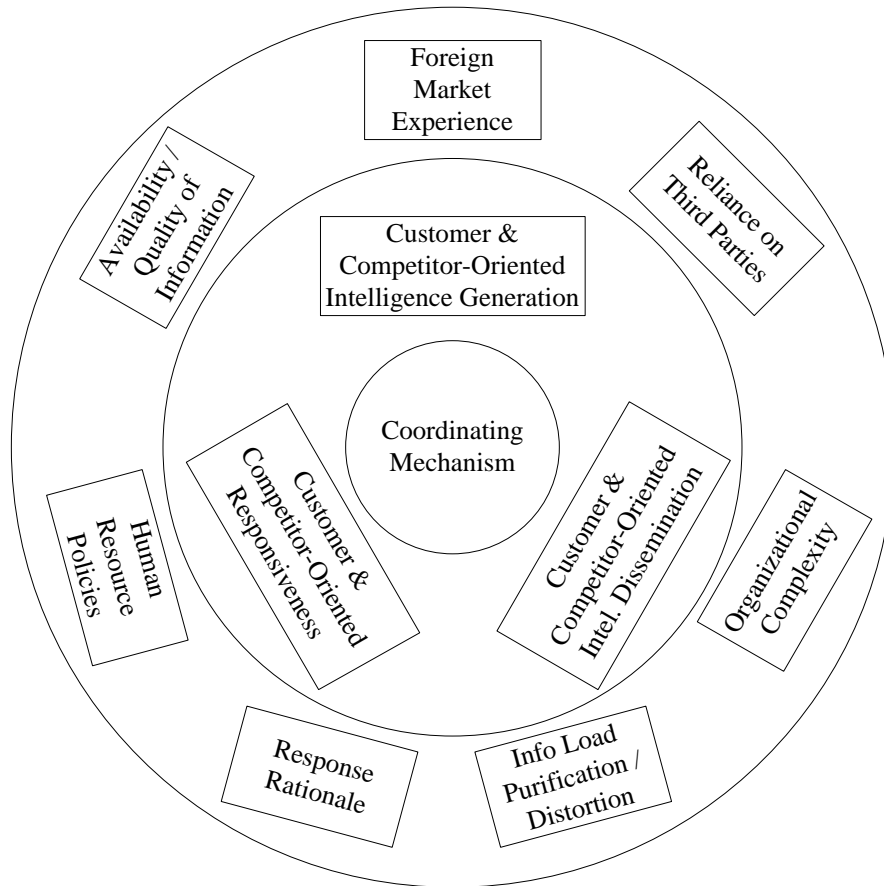 Foreign
Market
Experience
Availability /
Quality of
Information
Reliance on
Third Parties
Customer &
Competitor-Oriented
Intelligence Generation
Coordinating
Mechanism
Customer &
Competitor-Oriented
Responsiveness
Customer &
Competitor-Oriented
Intel. Dissemination
Human
Resource
Policies
Organizational
Complexity
Response
Rationale
Info Load
Purification /
Distortion